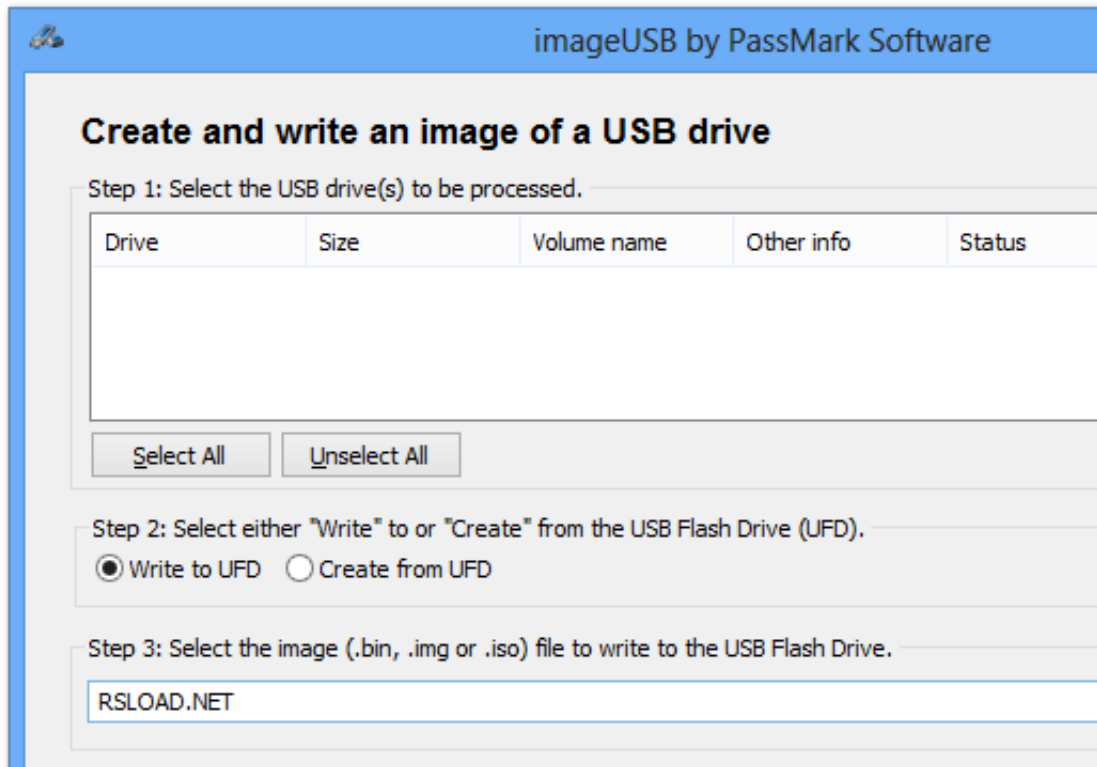 imageUSB by PassMark Software
Create and write an image of a USB drive
Step 1: Select the USB drive(s) to be processed.
Drive Size Volume name Other info Status
Select All Unselect All
Step 2: Select either "Write" to or "Create" from the USB Flash Drive (UFD).
Write to UFD Create from UFD
Step 3: Select the image (.bin, .img or .iso) file to write to the USB Flash Drive.
RSLOAD.NET